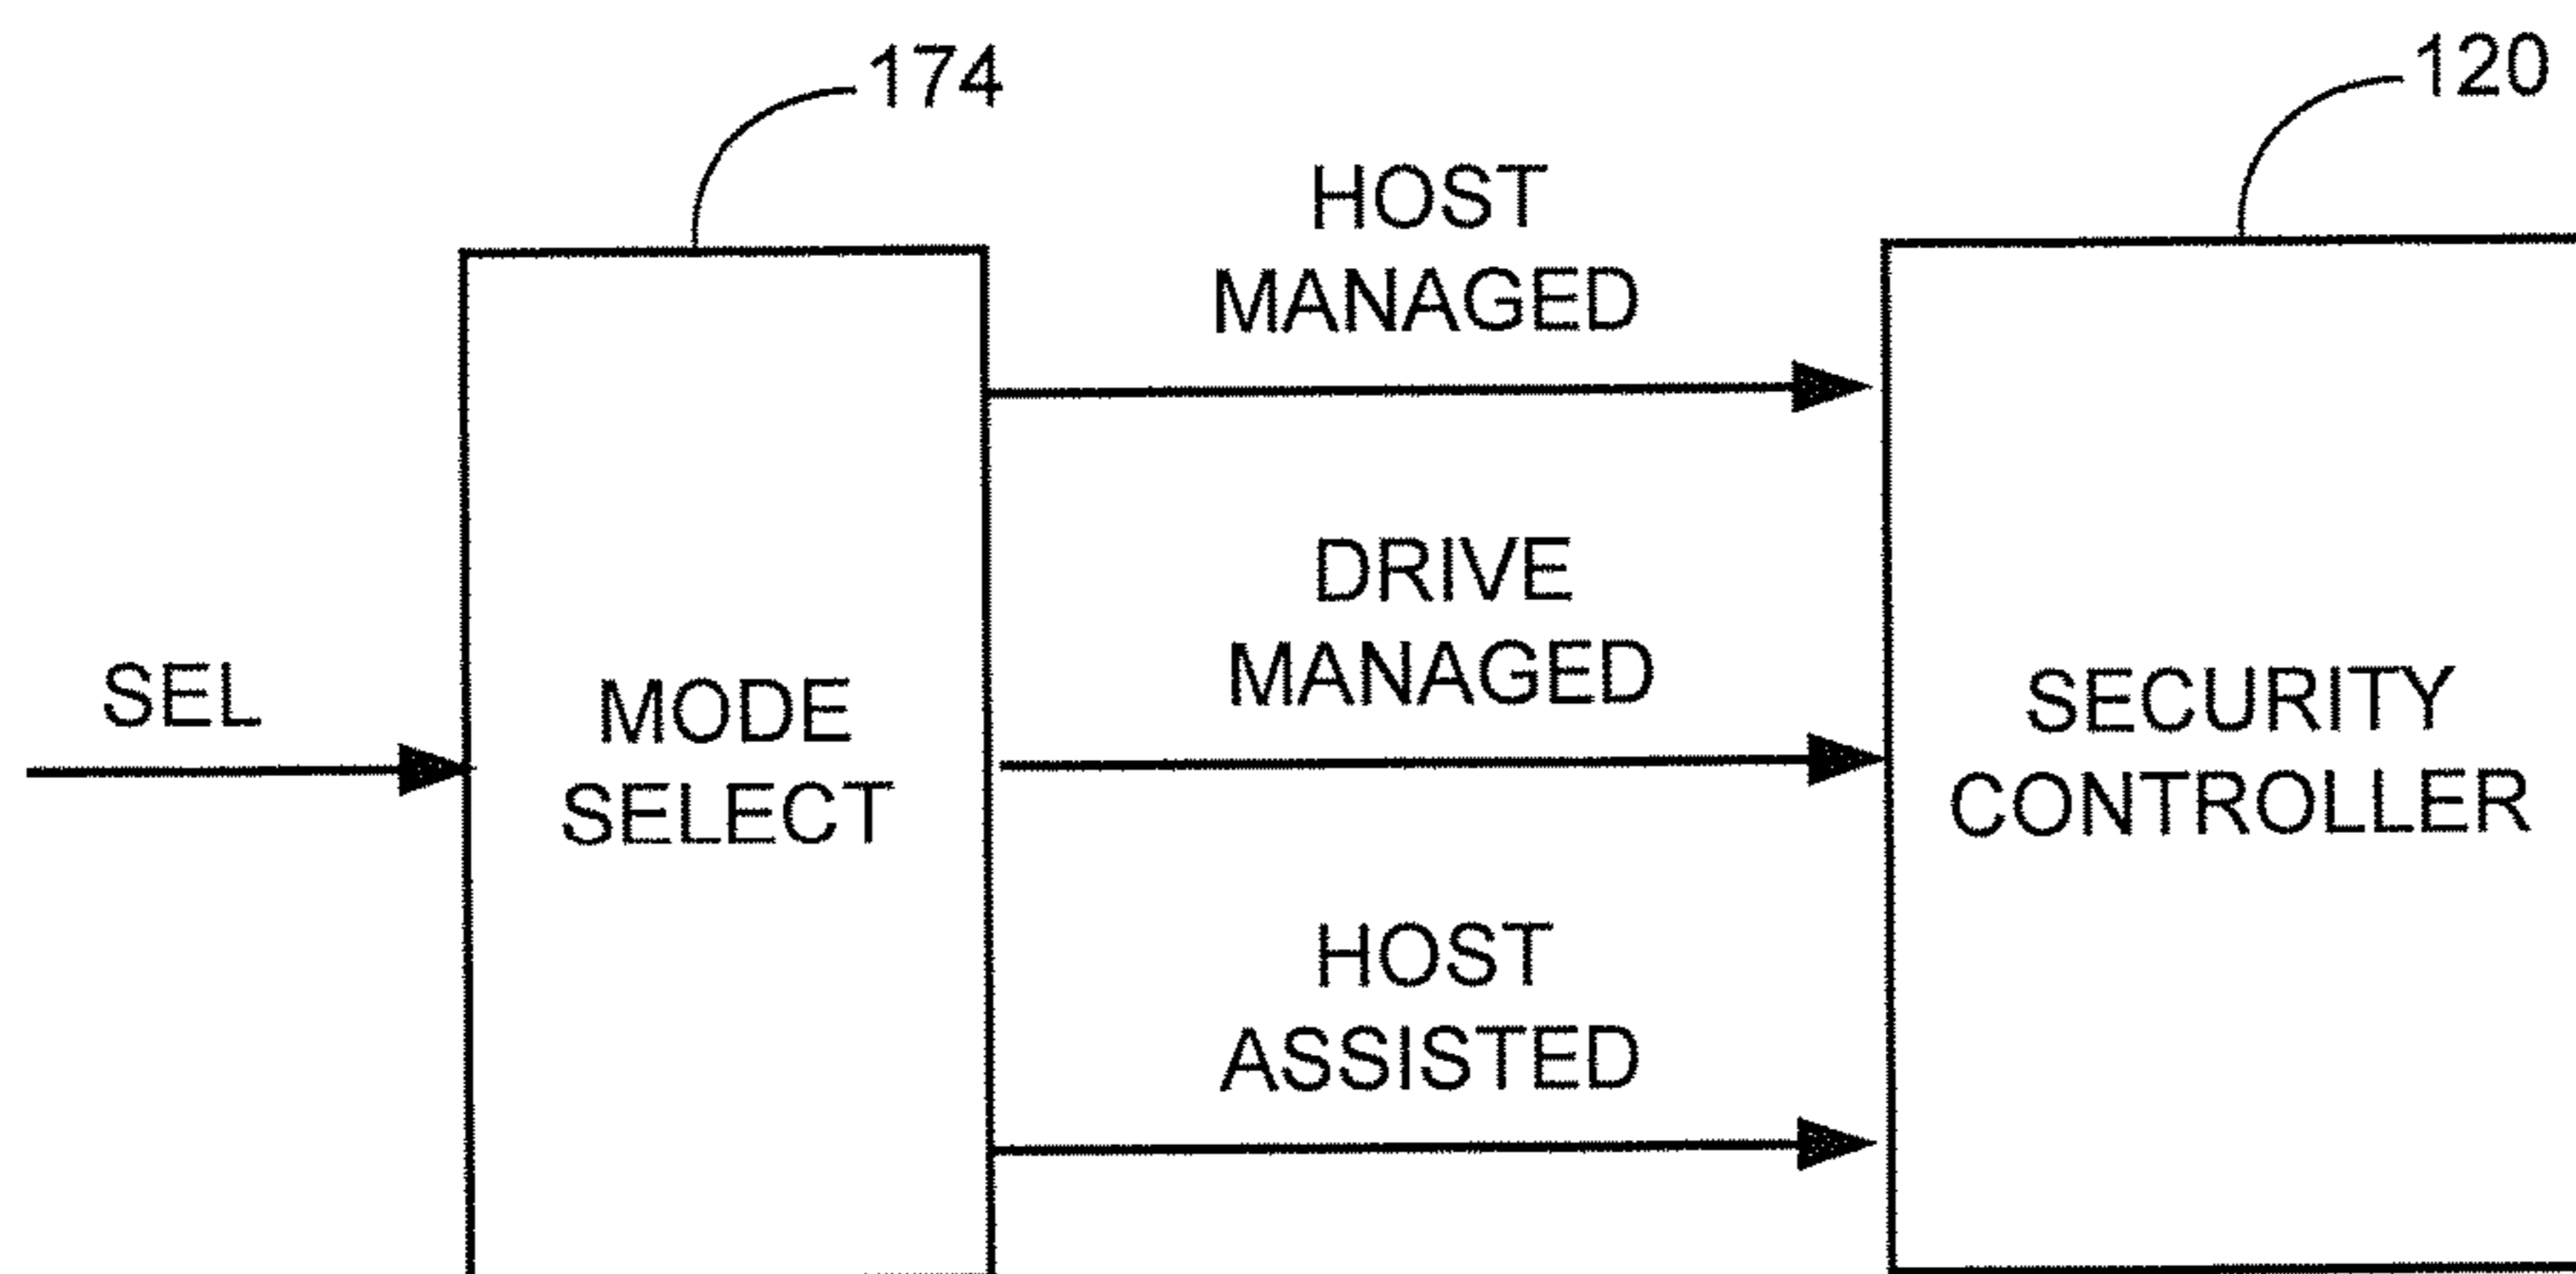 174
120
HOST
MANAGED
DRIVE
MANAGED
SEL
MODE
SELECT
SECURITY
CONTROLLER
HOST
ASSISTED